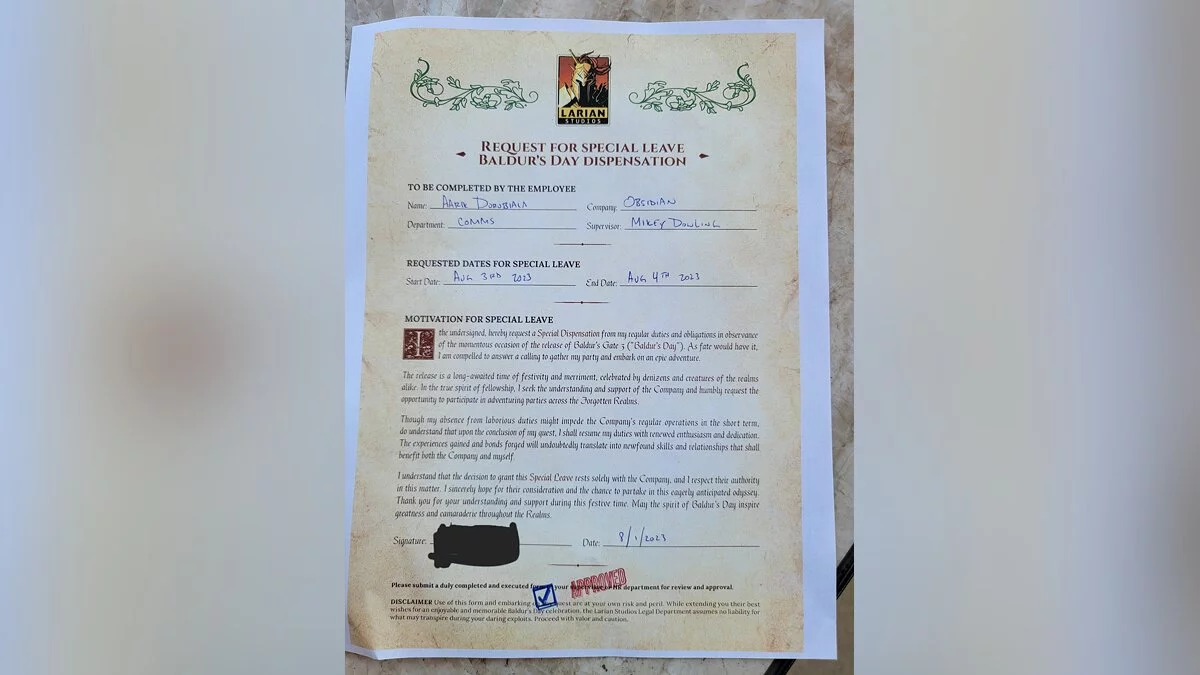 LARIAN
STUDIOS
REQUEST FOR SPECIAL LEAVE
BALDUR'S DAY DISPENSATION
TO BE COMPLETED BY THE EMPLOYEE
Name: Company: OBSIDIAN
Department: COMMS Supervisor: MIKEY DOWLING
REQUESTED DATES FOR SPECIAL LEAVE
Start Date: AUG 3RD 2023 End Date: AUG 4TH 2023
MOTIVATION FOR SPECIAL LEAVE
I the undersigned, hereby request a Special Dispensation from my regular duties and obligations in observance
of the momentous occasion of the release of Baldur's Gate 3 ("Baldur's Day"). As fate would have it,
I am compelled to answer a calling to gather my party and embark on an epic adventure.
The release is a long-awaited time of festivity and merriment, celebrated by denizens and creatures of the realms
alike. In the true spirit of fellowship, I seek the understanding and support of the Company and humbly request the
opportunity to participate in adventuring parties across the Forgotten Realms.
Though my absence from laborious duties might impede the Company's regular operations in the short term,
do understand that upon the conclusion of my quest, I shall resume my duties with renewed enthusiasm and dedication.
The experiences gained and bonds forged will undoubtedly translate into newfound skills and relationships that shall
benefit both the Company and myself.
I understand that the decision to grant this Special Leave rests solely with the Company, and I respect their authority
in this matter. I sincerely hope for their consideration and the chance to partake in this eagerly anticipated odyssey.
Thank you for your understanding and support during this festive time. May the spirit of Baldur's Day inspire
greatness and camaraderie throughout the Realms.
Signature: Date: 8/1/2023
APPROVED
Please submit a duly completed and executed your HR department for review and approval.
DISCLAIMER Use of this form and embarking are at your own risk and peril. While extending you their best
wishes for an enjoyable and memorable Baldur's Day celebration, the Larian Studios Legal Department assumes no liability for
what may transpire during your daring exploits. Proceed with valor and caution.